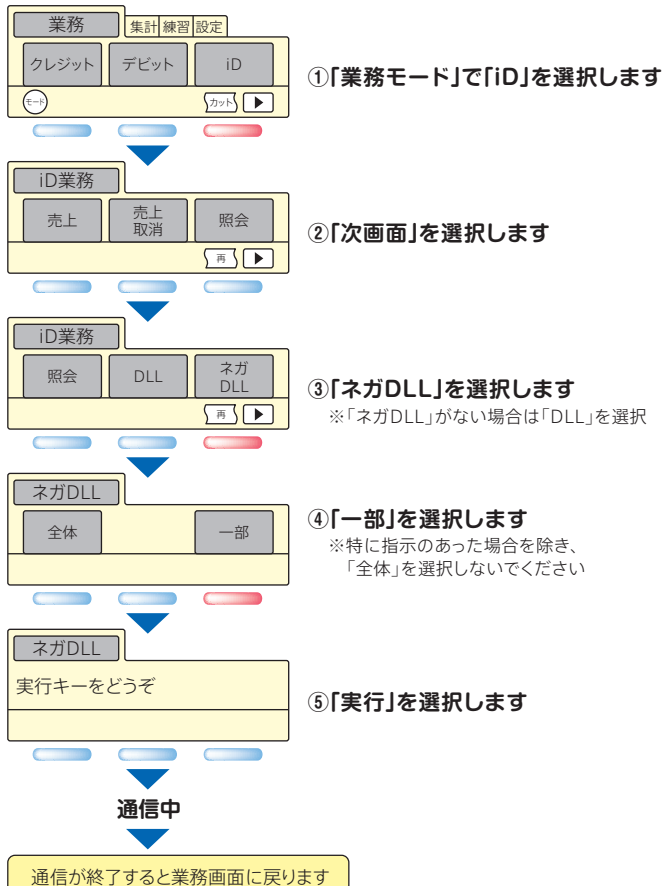 業務 集計 練習 設定
クレジット デビット iD
モード カット
①「業務モード」で「iD」を選択します
iD業務
売上 売上取消 照会
再
②「次画面」を選択します
iD業務
照会 DLL ネガDLL
再
③「ネガDLL」を選択します
※「ネガDLL」がない場合は「DLL」を選択
ネガDLL
全体 一部
④「一部」を選択します
※特に指示のあった場合を除き、
「全体」を選択しないでください
ネガDLL
実行キーをどうぞ
⑤「実行」を選択します
通信中
通信が終了すると業務画面に戻ります